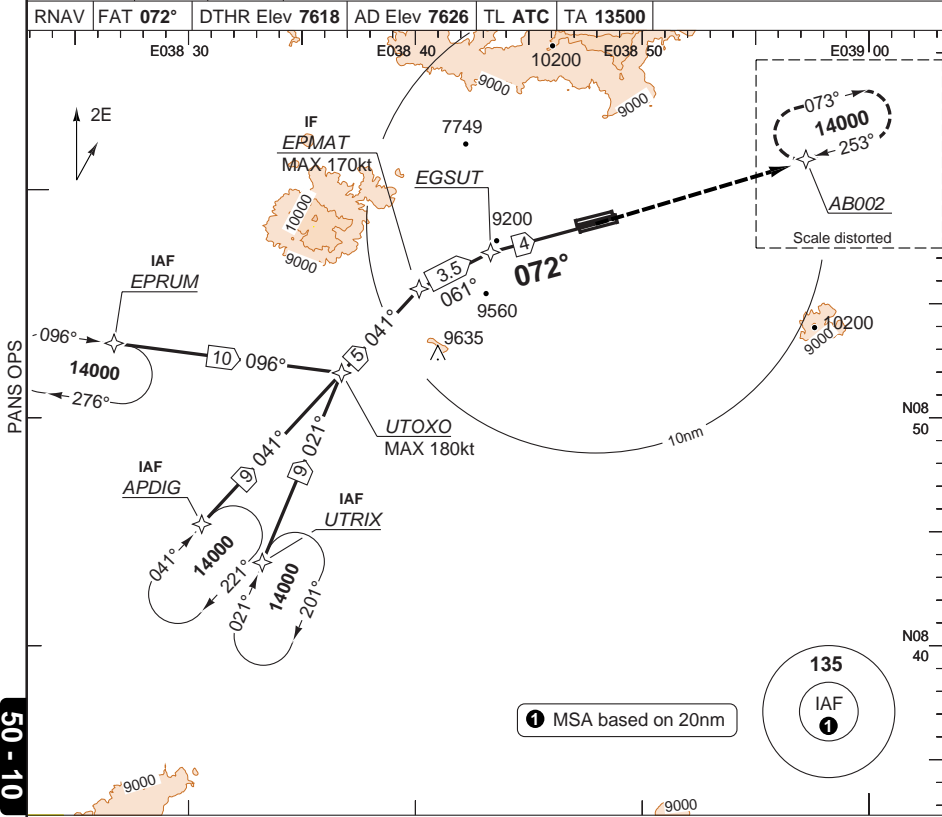 RNAV FAT 072° DTHR Elev 7618 AD Elev 7626 TL ATC TA 13500
E038 30 E038 40 E038 50 E039 00
10200
9000
9000
2E
073°
14000
253°
AB002
Scale distorted
IF
EPMAT
MAX 170kt
7749
EGSUT
10000
9000
9200
4
072°
3.5
061°
9560
IAF
EPRUM
096°
14000
276°
10 096°
5 041°
9635
10200
9000
UTOXO
MAX 180kt
10nm
N08
50
PANS OPS
IAF
APDIG
9 041°
9 021°
IAF
UTRIX
041°
14000
221°
021°
14000
201°
N08
40
135
IAF
1
1 MSA based on 20nm
50 - 10
9000
9000